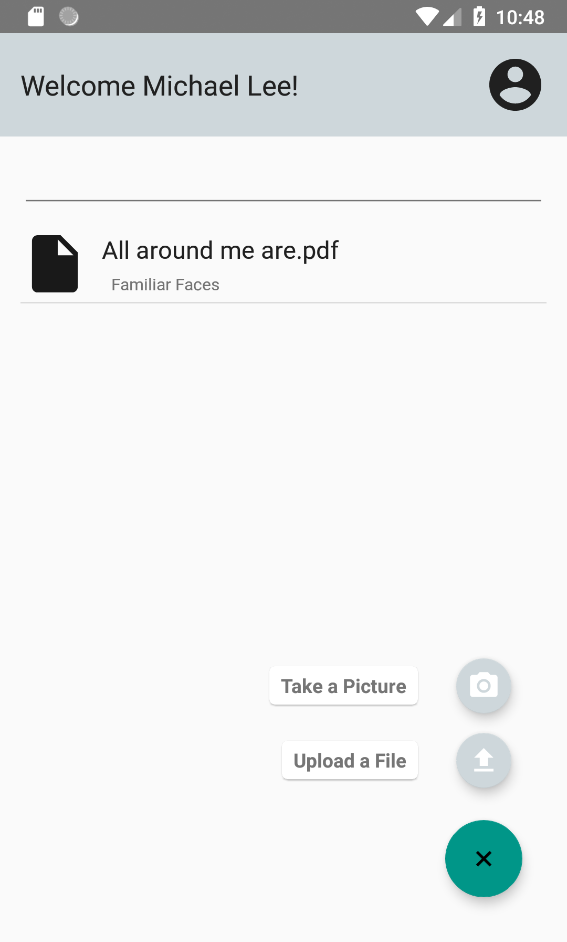 10:48
Welcome Michael Lee!
All around me are.pdf
Familiar Faces
Take a Picture
Upload a File